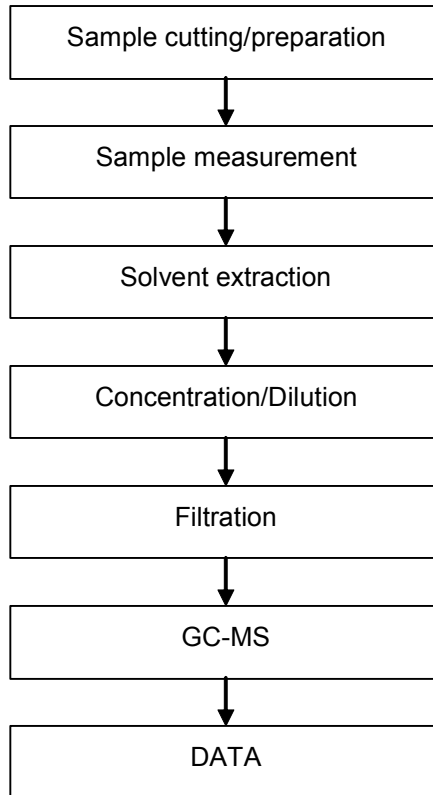 Sample cutting/preparation
Sample measurement
Solvent extraction
Concentration/Dilution
Filtration
GC-MS
DATA